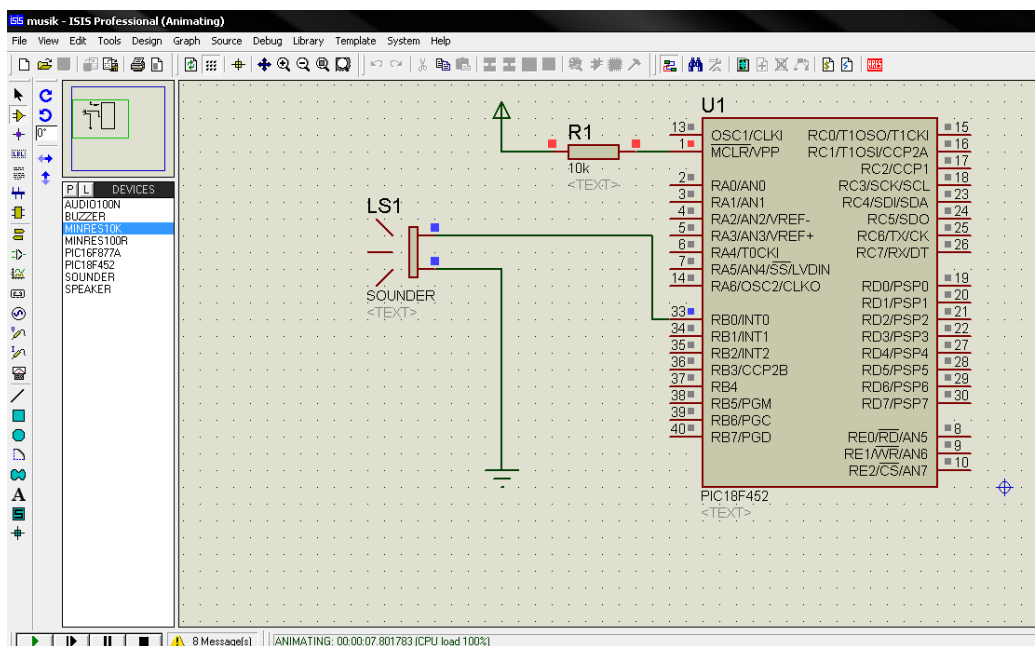 ISIS musik - ISIS Professional (Animating)
File View Edit Tools Design Graph Source Debug Library Template System Help
0°
P L DEVICES
AUDIO100N
BUZZER
MINRES10K
MINRES100R
PIC16F877A
PIC18F452
SOUNDER
SPEAKER
LS1
SOUNDER
<TEXT>
R1
10k
<TEXT>
U1
13 OSC1/CLKI RC0/T1OSO/T1CKI 15
1 MCLR/VPP RC1/T1OSI/CCP2A 16
RC2/CCP1 17
2 RA0/AN0 RC3/SCK/SCL 18
3 RA1/AN1 RC4/SDI/SDA 23
4 RA2/AN2/VREF- RC5/SDO 24
5 RA3/AN3/VREF+ RC6/TX/CK 25
6 RA4/T0CKI RC7/RX/DT 26
7 RA5/AN4/SS/LVDIN
14 RA6/OSC2/CLKO RD0/PSP0 19
RD1/PSP1 20
33 RB0/INT0 RD2/PSP2 21
34 RB1/INT1 RD3/PSP3 22
35 RB2/INT2 RD4/PSP4 27
36 RB3/CCP2B RD5/PSP5 28
37 RB4 RD6/PSP6 29
38 RB5/PGM RD7/PSP7 30
39 RB6/PGC
40 RB7/PGD RE0/RD/AN5 8
RE1/WR/AN6 9
RE2/CS/AN7 10
PIC18F452
<TEXT>
A
8 Message(s) ANIMATING: 00:00:07.801783 (CPU load 100%)